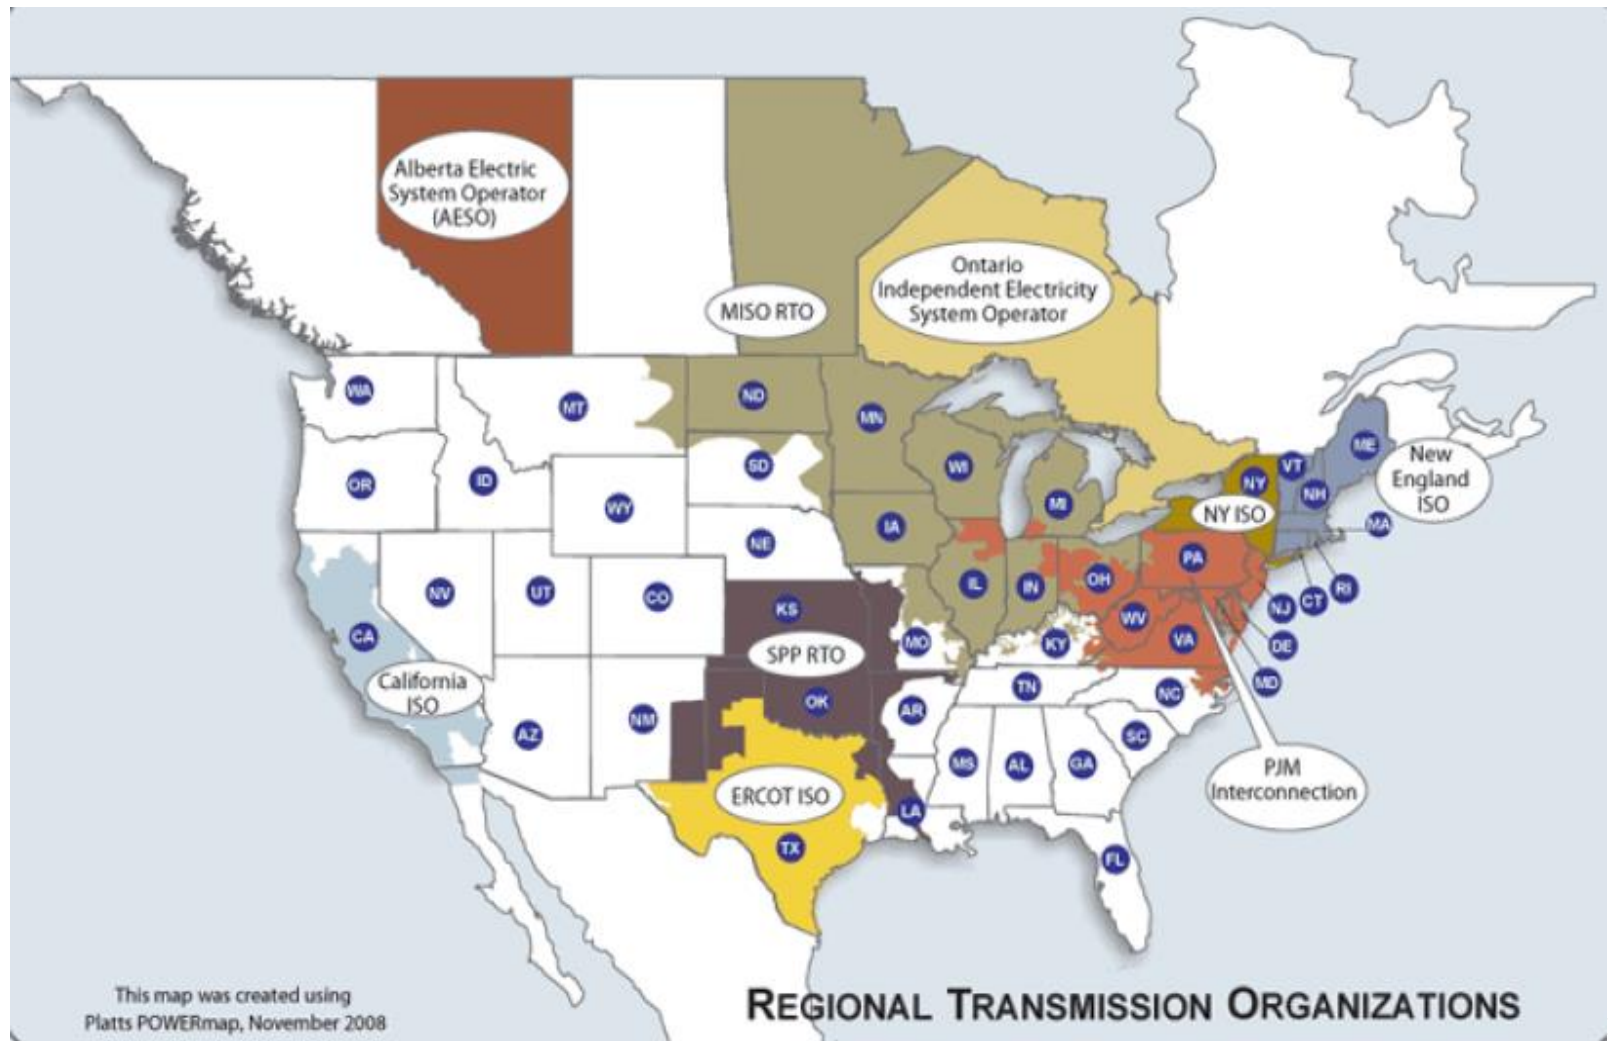 Alberta Electric
System Operator
(AESO)
Ontario
Independent Electricity
System Operator
MISO RTO
WA
MT
ND
MN
OR
ID
SD
WI
MI
NY
VT
ME
NH
New
England
ISO
NY ISO
MA
WY
IA
NE
PA
NV
UT
CO
KS
IL
IN
OH
NJ
CT
RI
CA
MO
KY
WV
VA
DE
SPP RTO
California
ISO
MD
NM
OK
TN
NC
AR
AZ
SC
MS
AL
GA
PJM
Interconnection
ERCOT ISO
LA
TX
FL
This map was created using
Platts POWERmap, November 2008
REGIONAL TRANSMISSION ORGANIZATIONS